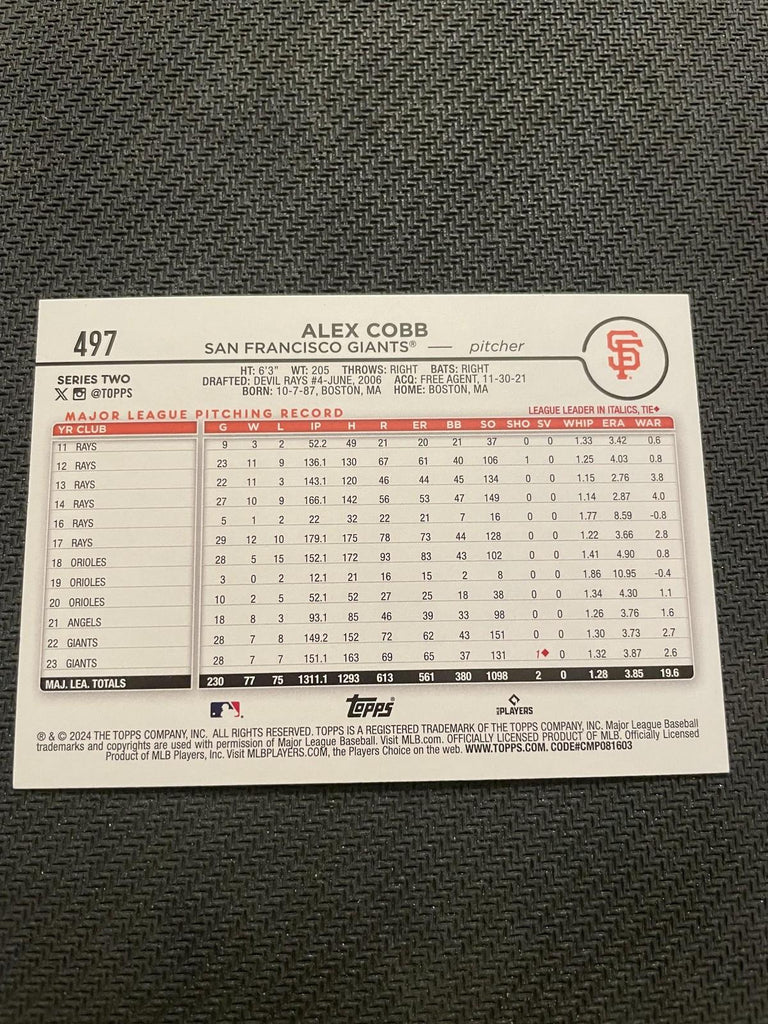 497
ALEX COBB
SAN FRANCISCO GIANTS® — pitcher
SF
SERIES TWO
X @TOPPS
HT: 6'3" WT: 205 THROWS: RIGHT BATS: RIGHT
DRAFTED: DEVIL RAYS #4-JUNE, 2006 ACQ: FREE AGENT, 11-30-21
BORN: 10-7-87, BOSTON, MA HOME: BOSTON, MA
MAJOR LEAGUE PITCHING RECORD
LEAGUE LEADER IN ITALICS, TIE♦
YR CLUB G W L IP H R ER BB SO SHO SV WHIP ERA WAR
11 RAYS 9 3 2 52.2 49 21 20 21 37 0 0 1.33 3.42 0.6
12 RAYS 23 11 9 136.1 130 67 61 40 106 1 0 1.25 4.03 0.8
13 RAYS 22 11 3 143.1 120 46 44 45 134 0 0 1.15 2.76 3.8
14 RAYS 27 10 9 166.1 142 56 53 47 149 0 0 1.14 2.87 4.0
16 RAYS 5 1 2 22 32 22 21 7 16 0 0 1.77 8.59 -0.8
17 RAYS 29 12 10 179.1 175 78 73 44 128 0 0 1.22 3.66 2.8
18 ORIOLES 28 5 15 152.1 172 93 83 43 102 0 0 1.41 4.90 0.8
19 ORIOLES 3 0 2 12.1 21 16 15 2 8 0 0 1.86 10.95 -0.4
20 ORIOLES 10 2 5 52.1 52 27 25 18 38 0 0 1.34 4.30 1.1
21 ANGELS 18 8 3 93.1 85 46 39 33 98 0 0 1.26 3.76 1.6
22 GIANTS 28 7 8 149.2 152 72 62 43 151 0 0 1.30 3.73 2.7
23 GIANTS 28 7 7 151.1 163 69 65 37 131 1♦ 0 1.32 3.87 2.6
MAJ. LEA. TOTALS 230 77 75 1311.1 1293 613 561 380 1098 2 0 1.28 3.85 19.6
Topps® PLAYERS
® & © 2024 THE TOPPS COMPANY, INC. ALL RIGHTS RESERVED. TOPPS IS A REGISTERED TRADEMARK OF THE TOPPS COMPANY, INC. Major League Baseball
trademarks and copyrights are used with permission of Major League Baseball. Visit MLB.com. OFFICIALLY LICENSED PRODUCT OF MLB. Officially Licensed
Product of MLB Players, Inc. Visit MLBPLAYERS.COM, the Players Choice on the web. WWW.TOPPS.COM. CODE#CMP081603